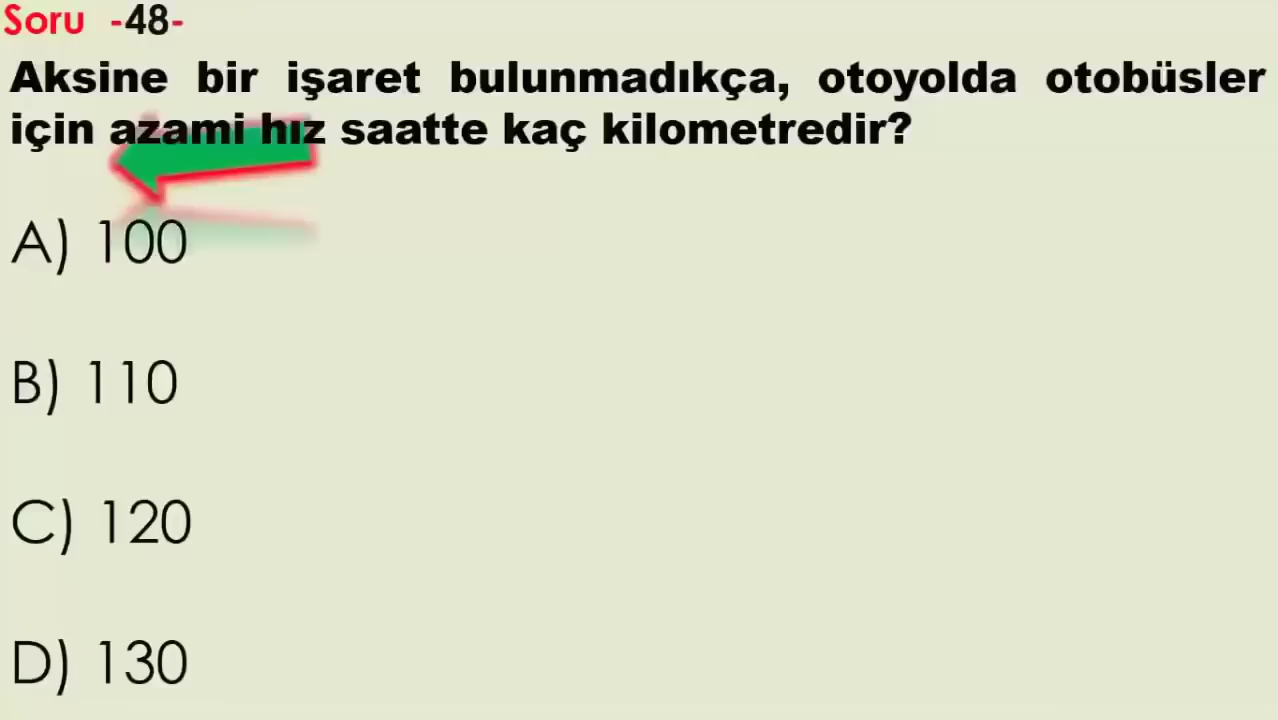 Soru -48-
Aksine bir işaret bulunmadıkça, otoyolda otobüsler
için azami hız saatte kaç kilometredir?
A) 100
B) 110
C) 120
D) 130